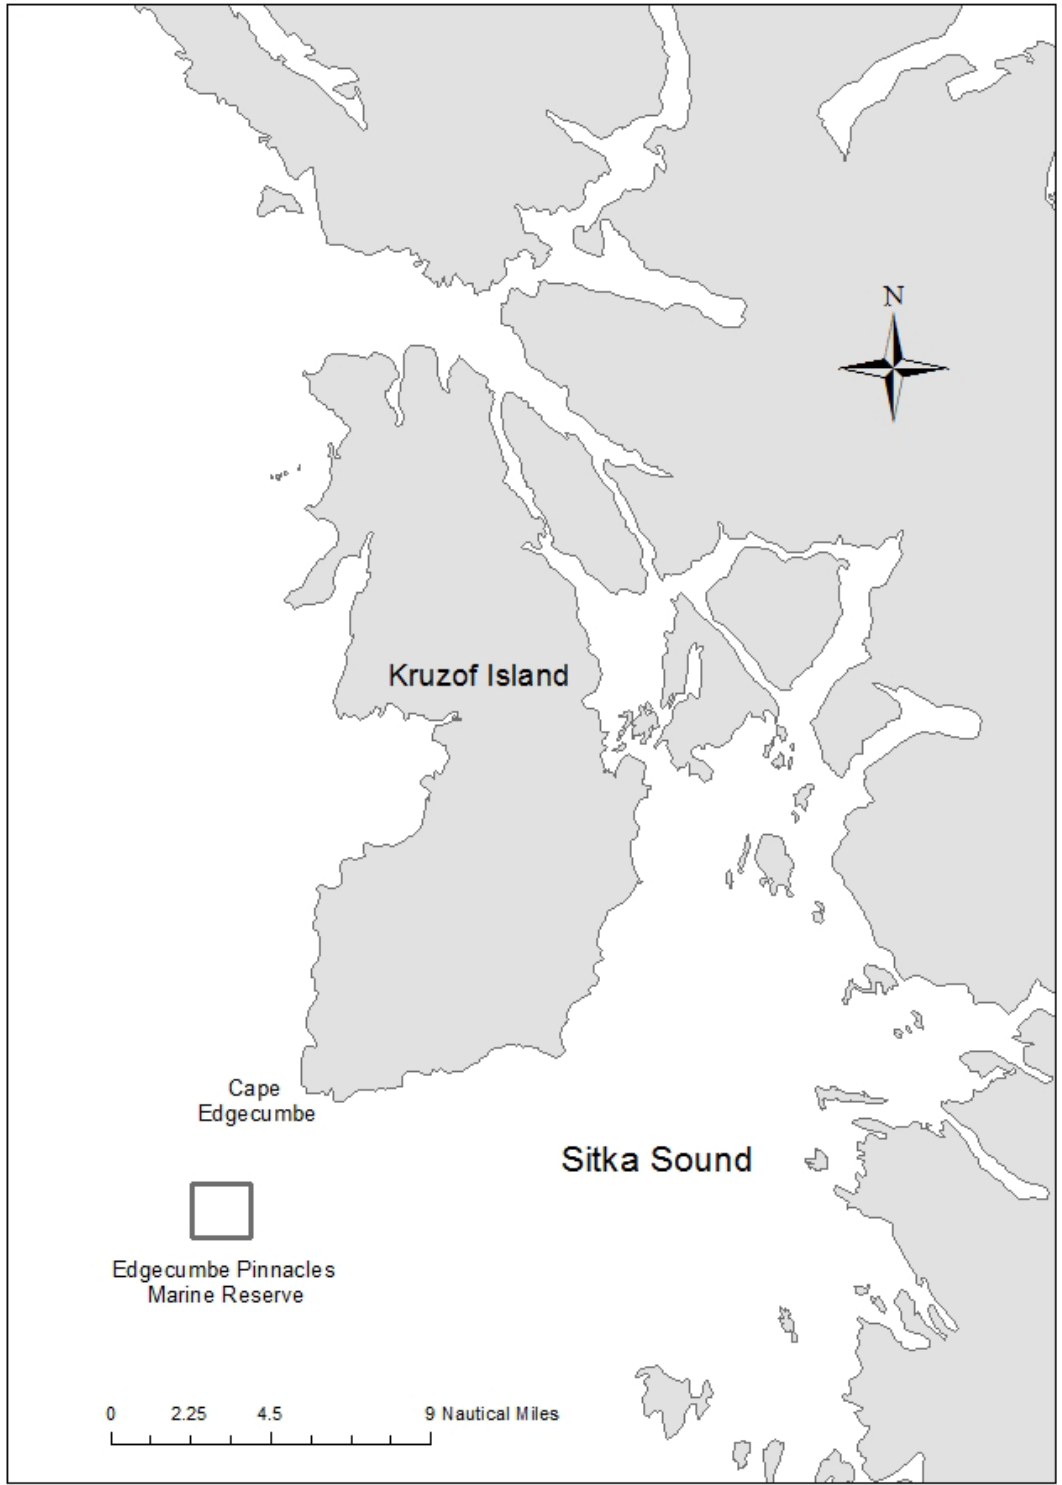 N
Kruzof Island
Cape
Edgecumbe
Sitka Sound
Edgecumbe Pinnacles
Marine Reserve
0 2.25 4.5 9 Nautical Miles